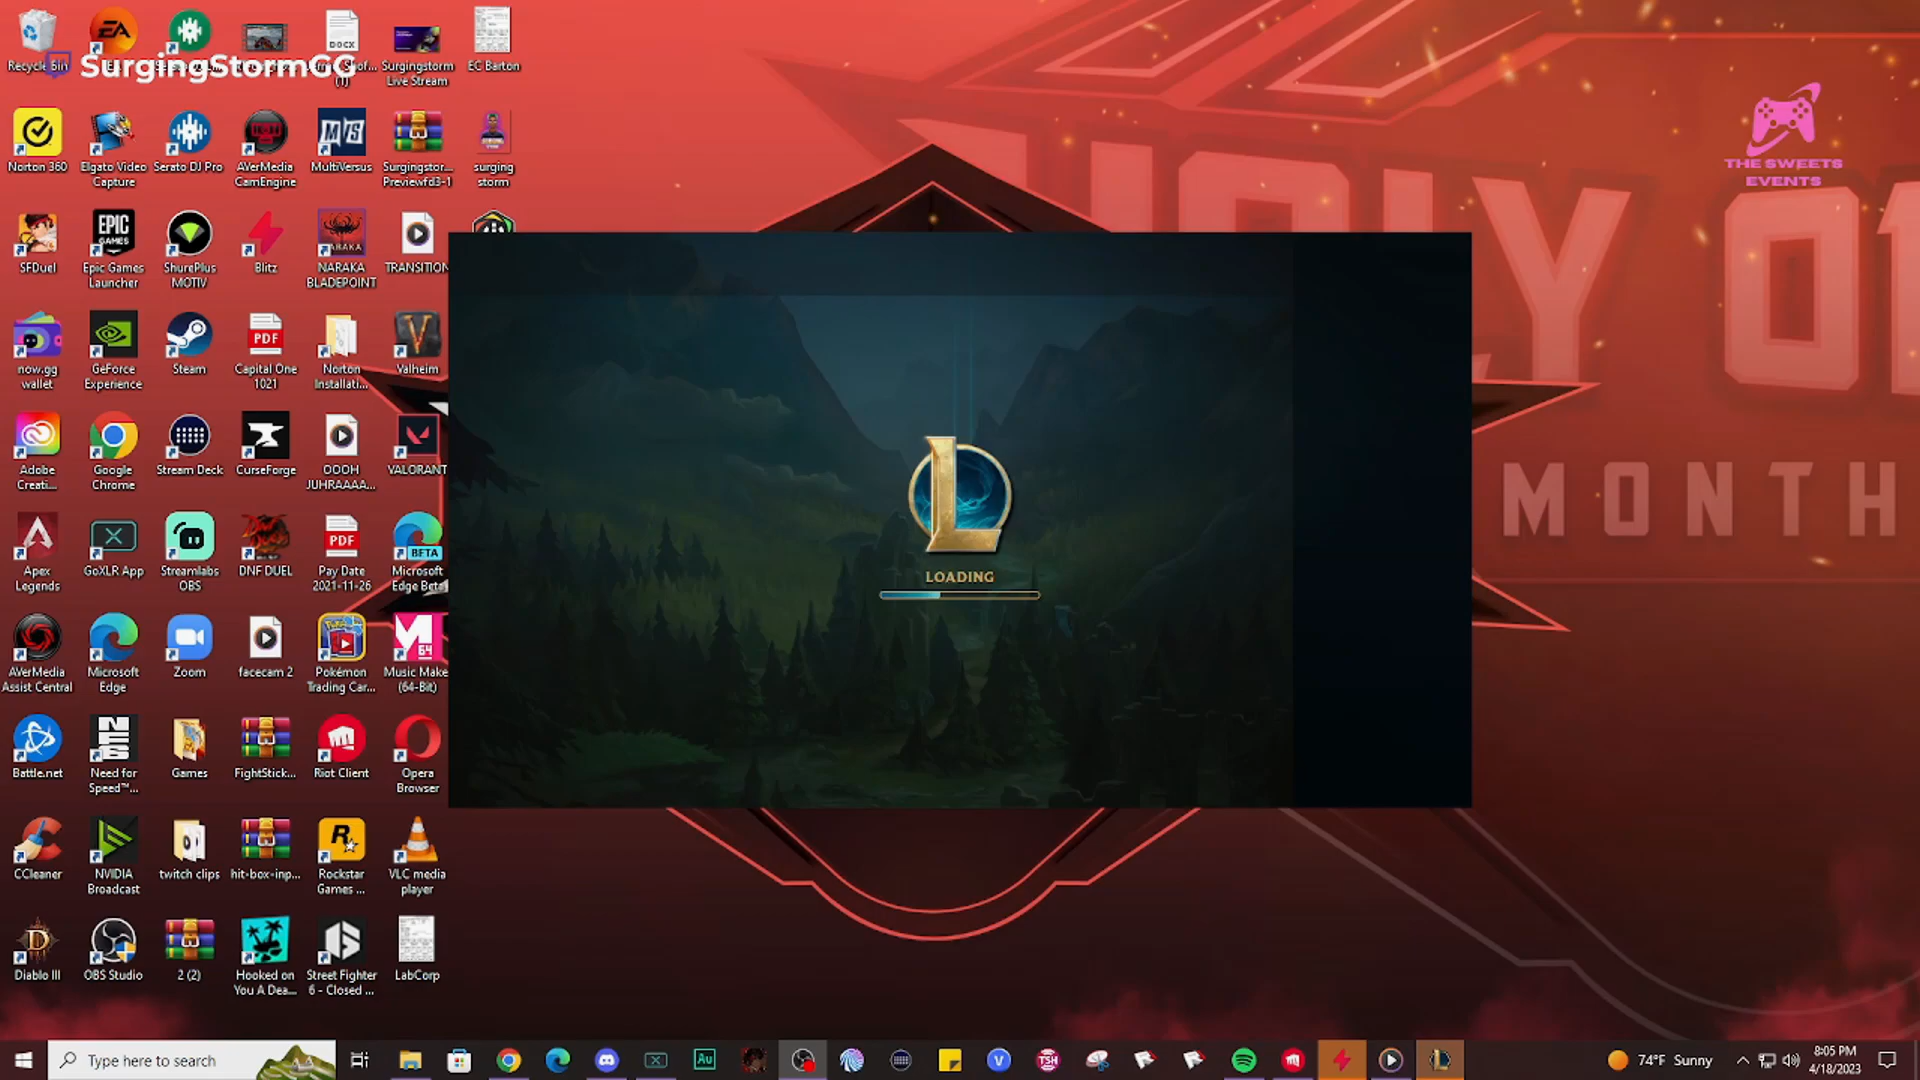 SurgingStormGG
Recycle Bin
Surgingstorm
Live Stream
EC Barton
Norton 360
Elgato Video
Capture
Serato DJ Pro
AVerMedia
CamEngine
MultiVersus
Surgingstor...
Previewfd3-1
surging
storm
THE SWEETS
EVENTS
SFDuel
Epic Games
Launcher
ShurePlus
MOTIV
Blitz
NARAKA
BLADEPOINT
TRANSITION
now.gg
wallet
GeForce
Experience
Steam
Capital One
1021
Norton
Installati...
Valheim
Adobe
Creati...
Google
Chrome
Stream Deck
CurseForge
OOOH
JUHRAAAA...
VALORANT
MONTH
Apex
Legends
GoXLR App
Streamlabs
OBS
DNF DUEL
Pay Date
2021-11-26
Microsoft
Edge Beta
LOADING
AVerMedia
Assist Central
Microsoft
Edge
Zoom
facecam 2
Pokémon
Trading Car...
Music Make
(64-Bit)
Battle.net
Need for
Speed™...
Games
FightStick...
Riot Client
Opera
Browser
CCleaner
NVIDIA
Broadcast
twitch clips
hit-box-inp...
Rockstar
Games ...
VLC media
player
Diablo III
OBS Studio
2 (2)
Hooked on
You A Dea...
Street Fighter
6 - Closed ...
LabCorp
Type here to search
74°F Sunny
8:05 PM
4/18/2023